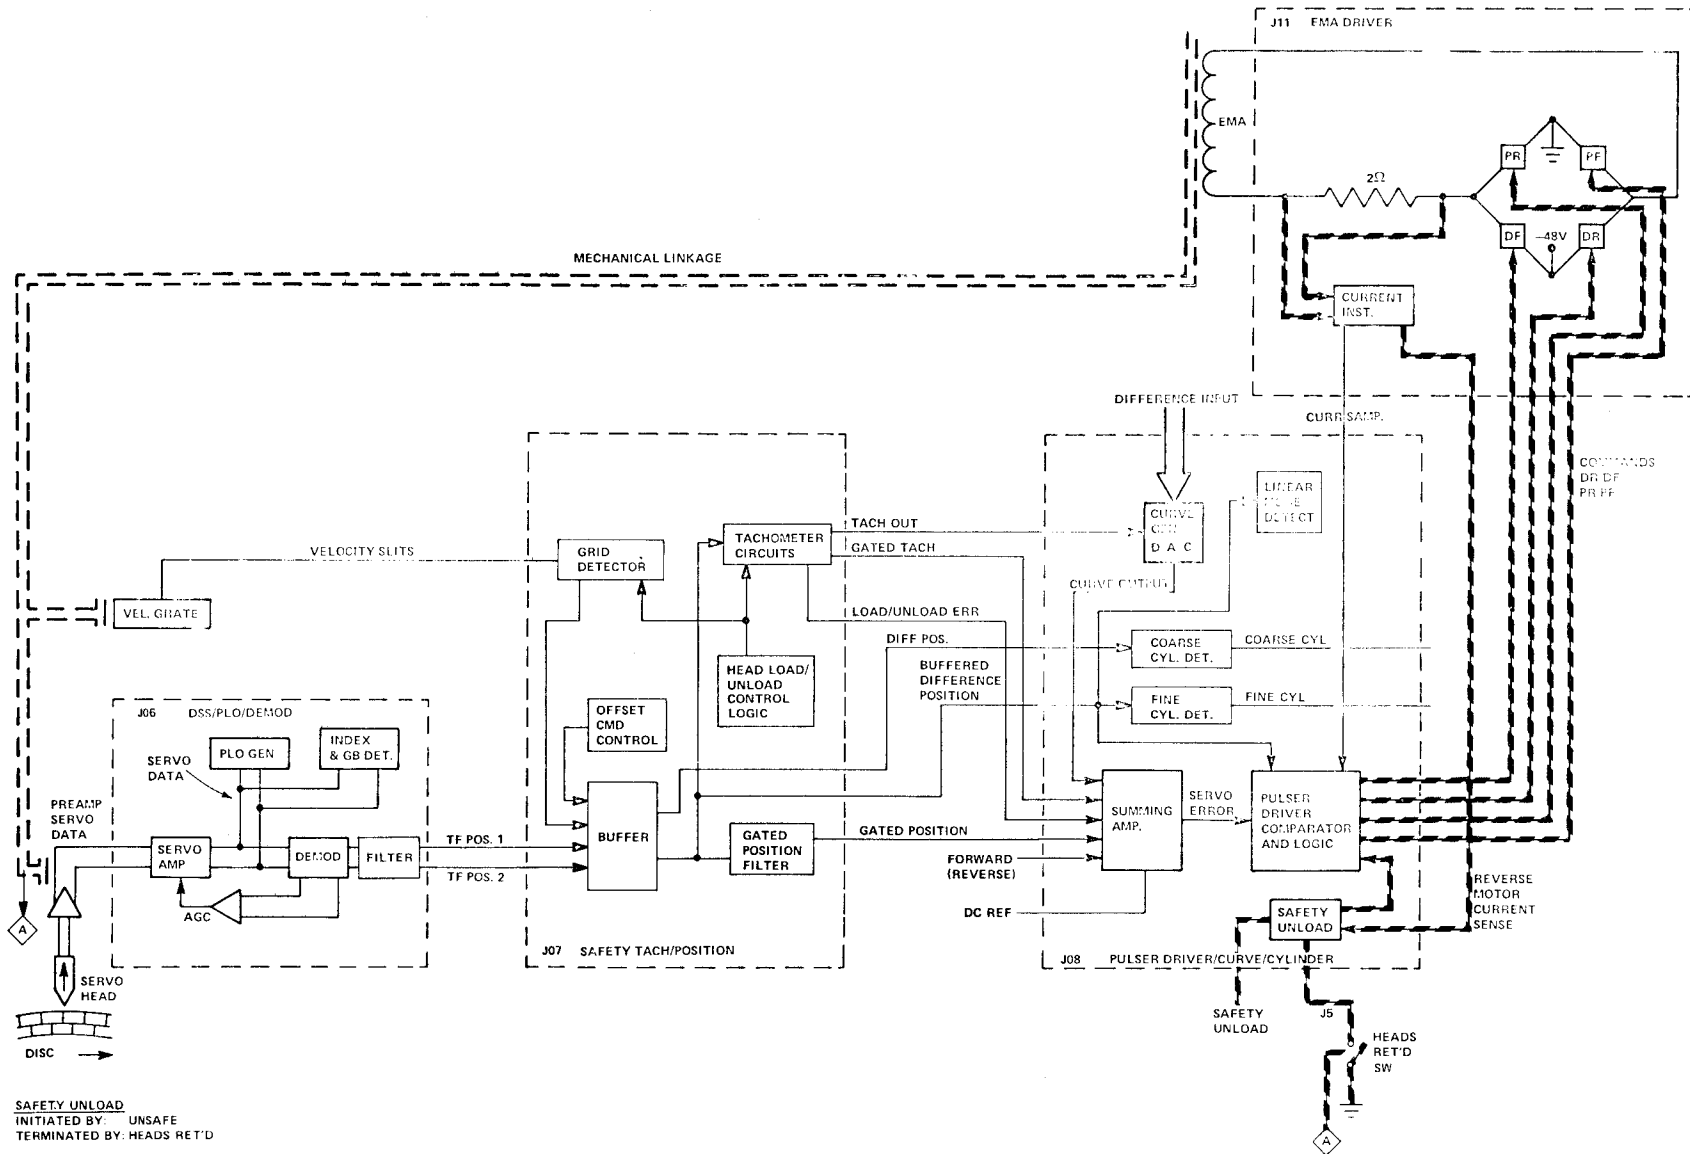 J11 EMA DRIVER
EMA
PR
PF
2Ω
DF
–48V
DR
MECHANICAL LINKAGE
CURRENT
INST.
DIFFERENCE INPUT
CURR SAMP.
COMMANDS
DR DF
PR PF
LINEAR
MODE
DETECT
CURVE
GEN
D A C
TACH OUT
GATED TACH
TACHOMETER
CIRCUITS
VELOCITY SLITS
GRID
DETECTOR
CURVE OUTPUT
VEL. GRATE
LOAD/UNLOAD ERR
DIFF POS.
COARSE
CYL. DET.
COARSE CYL
HEAD LOAD/
UNLOAD
CONTROL
LOGIC
BUFFERED
DIFFERENCE
POSITION
FINE
CYL. DET.
FINE CYL
J06 DSS/PLO/DEMOD
OFFSET
CMD
CONTROL
PLO GEN
INDEX
& GB DET.
SERVO
DATA
PREAMP
SERVO
DATA
SERVO
AMP
DEMOD
FILTER
TF POS. 1
TF POS. 2
BUFFER
GATED
POSITION
FILTER
GATED POSITION
SUMMING
AMP.
SERVO
ERROR
PULSER
DRIVER
COMPARATOR
AND LOGIC
FORWARD
(REVERSE)
AGC
DC REF
SAFETY
UNLOAD
REVERSE
MOTOR
CURRENT
SENSE
A
J07 SAFETY TACH/POSITION
J08 PULSER DRIVER/CURVE/CYLINDER
SERVO
HEAD
SAFETY
UNLOAD
J5
HEADS
RET'D
SW
DISC
A
SAFETY UNLOAD
INITIATED BY: UNSAFE
TERMINATED BY: HEADS RET'D